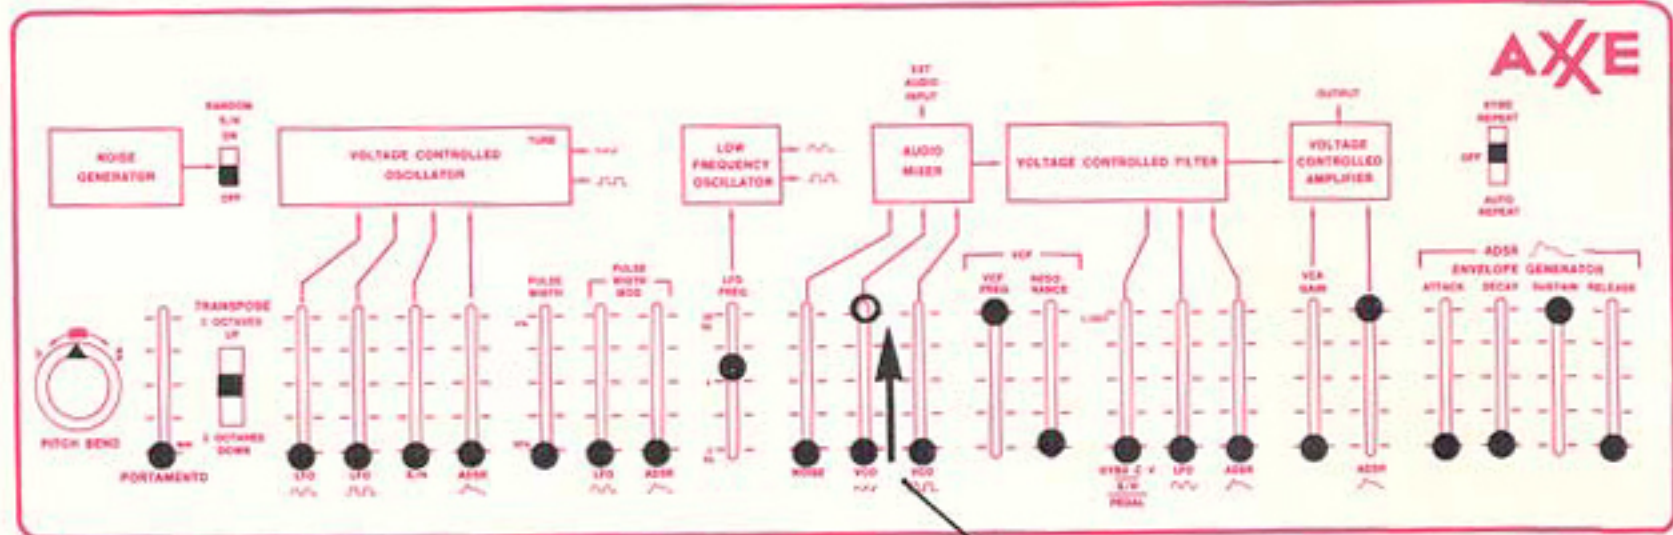 AXXE
EXT
AUDIO
INPUT
OUTPUT
KYBD
REPEAT
OFF
AUTO
REPEAT
RANDOM
S/H
ON
OFF
NOISE
GENERATOR
VOLTAGE CONTROLLED
OSCILLATOR
TUNE
LOW
FREQUENCY
OSCILLATOR
AUDIO
MIXER
VOLTAGE CONTROLLED FILTER
VOLTAGE
CONTROLLED
AMPLIFIER
ADSR
ENVELOPE GENERATOR
ATTACK
DECAY
SUSTAIN
RELEASE
PITCH BEND
PORTAMENTO
TRANSPOSE
2 OCTAVES
UP
2 OCTAVES
DOWN
LFO
LFO
S/H
ADSR
PULSE
WIDTH
PULSE
WIDTH
MOD
LFO
ADSR
LFO
FREQ
NOISE
VCO
VCO
VCF
VCF
FREQ
RESO-
NANCE
KYBD C V
S/H
PEDAL
LFO
ADSR
VCA
GAIN
ADSR